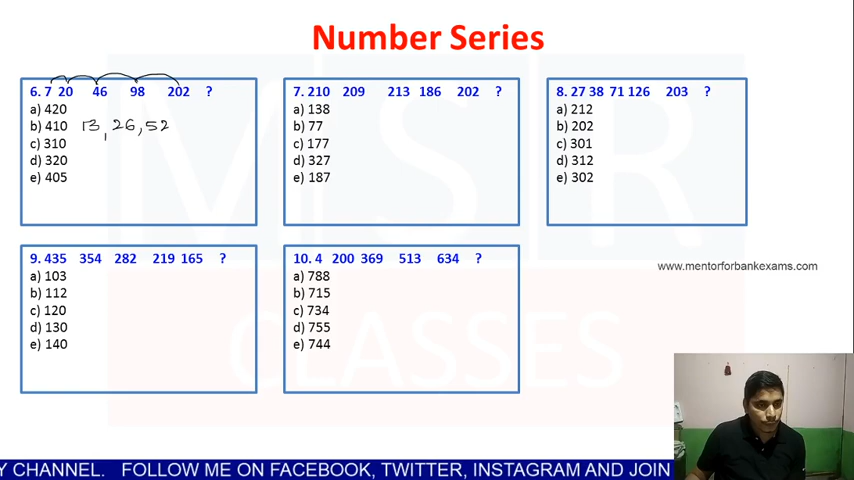 Number Series
6. 7 20 46 98 202 ?
a) 420
b) 410 13, 26, 52
c) 310
d) 320
e) 405
7. 210 209 213 186 202 ?
a) 138
b) 77
c) 177
d) 327
e) 187
8. 27 38 71 126 203 ?
a) 212
b) 202
c) 301
d) 312
e) 302
9. 435 354 282 219 165 ?
a) 103
b) 112
c) 120
d) 130
e) 140
10. 4 200 369 513 634 ?
a) 788
b) 715
c) 734
d) 755
e) 744
www.mentorforbankexams.com
MSR
CLASSES
Y CHANNEL. FOLLOW ME ON FACEBOOK, TWITTER, INSTAGRAM AND JOIN